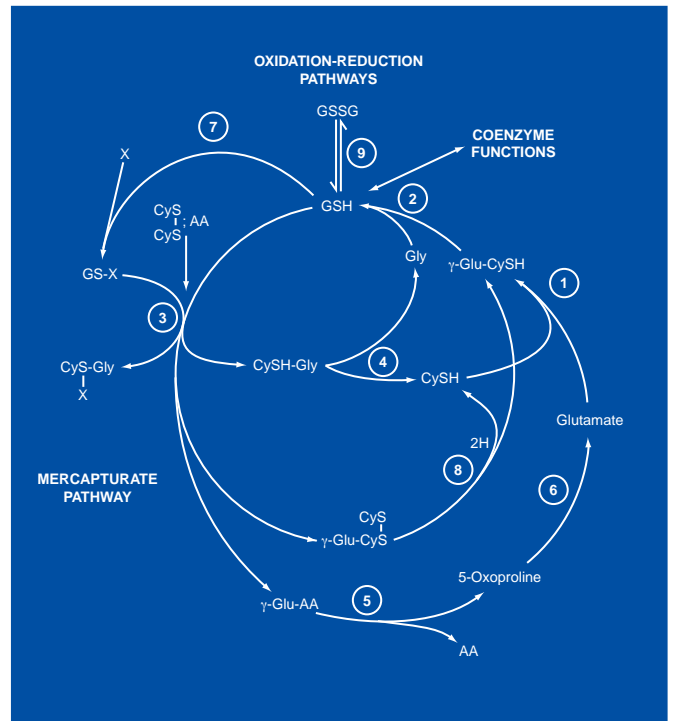 OXIDATION-REDUCTION
PATHWAYS
GSSG
7
COENZYME
FUNCTIONS
X
9
2
CyS
; AA
CyS
GSH
Gly
γ-Glu-CySH
GS-X
1
3
CyS-Gly
X
CySH-Gly
4
CySH
Glutamate
2H
MERCAPTURATE
PATHWAY
8
6
CyS
γ-Glu-CyS
5-Oxoproline
γ-Glu-AA
5
AA